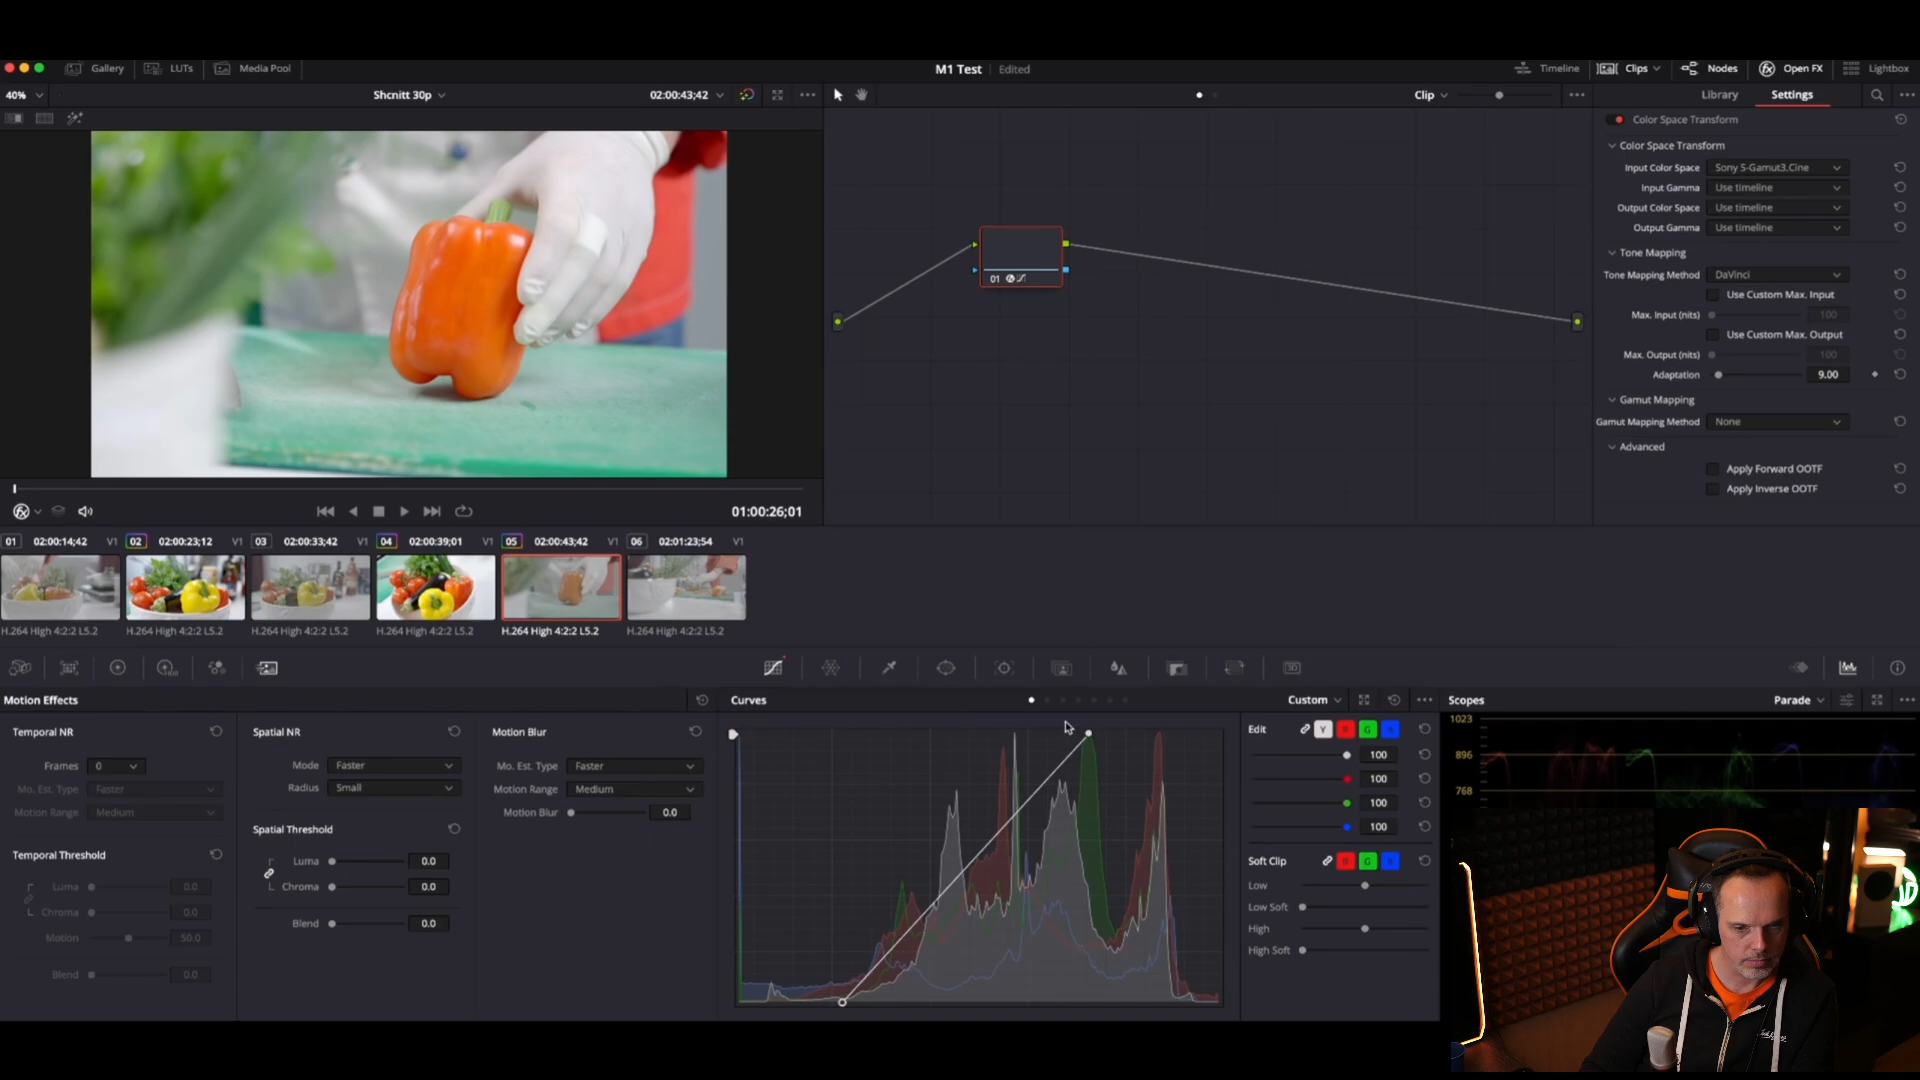 Gallery LUTs Media Pool M1 Test Edited Timeline Clips Nodes Open FX Lightbox
40% Shcnitt 30p 02:00:43;42 Clip Library Settings
Color Space Transform
Color Space Transform
Input Color Space Sony S-Gamut3.Cine
Input Gamma Use timeline
Output Color Space Use timeline
Output Gamma Use timeline
Tone Mapping
Tone Mapping Method DaVinci
Use Custom Max. Input
Max. Input (nits) 100
Use Custom Max. Output
Max. Output (nits) 100
Adaptation 9.00
Gamut Mapping
Gamut Mapping Method None
Advanced
Apply Forward OOTF
Apply Inverse OOTF
01
01:00:26;01
01 02:00:14;42 V1 02 02:00:23;12 V1 03 02:00:33;42 V1 04 02:00:39;01 V1 05 02:00:43;42 V1 06 02:01:23;54 V1
H.264 High 4:2:2 L5.2 H.264 High 4:2:2 L5.2 H.264 High 4:2:2 L5.2 H.264 High 4:2:2 L5.2 H.264 High 4:2:2 L5.2 H.264 High 4:2:2 L5.2
3D
Motion Effects Curves Custom Scopes Parade
Temporal NR
Frames 0
Mo. Est. Type Faster
Motion Range Medium
Temporal Threshold
Luma 0.0
Chroma 0.0
Motion 50.0
Blend 0.0
Spatial NR
Mode Faster
Radius Small
Spatial Threshold
Luma 0.0
Chroma 0.0
Blend 0.0
Motion Blur
Mo. Est. Type Faster
Motion Range Medium
Motion Blur 0.0
Edit Y R G B
100
100
100
100
Soft Clip R G B
Low
Low Soft
High
High Soft
1023
896
768